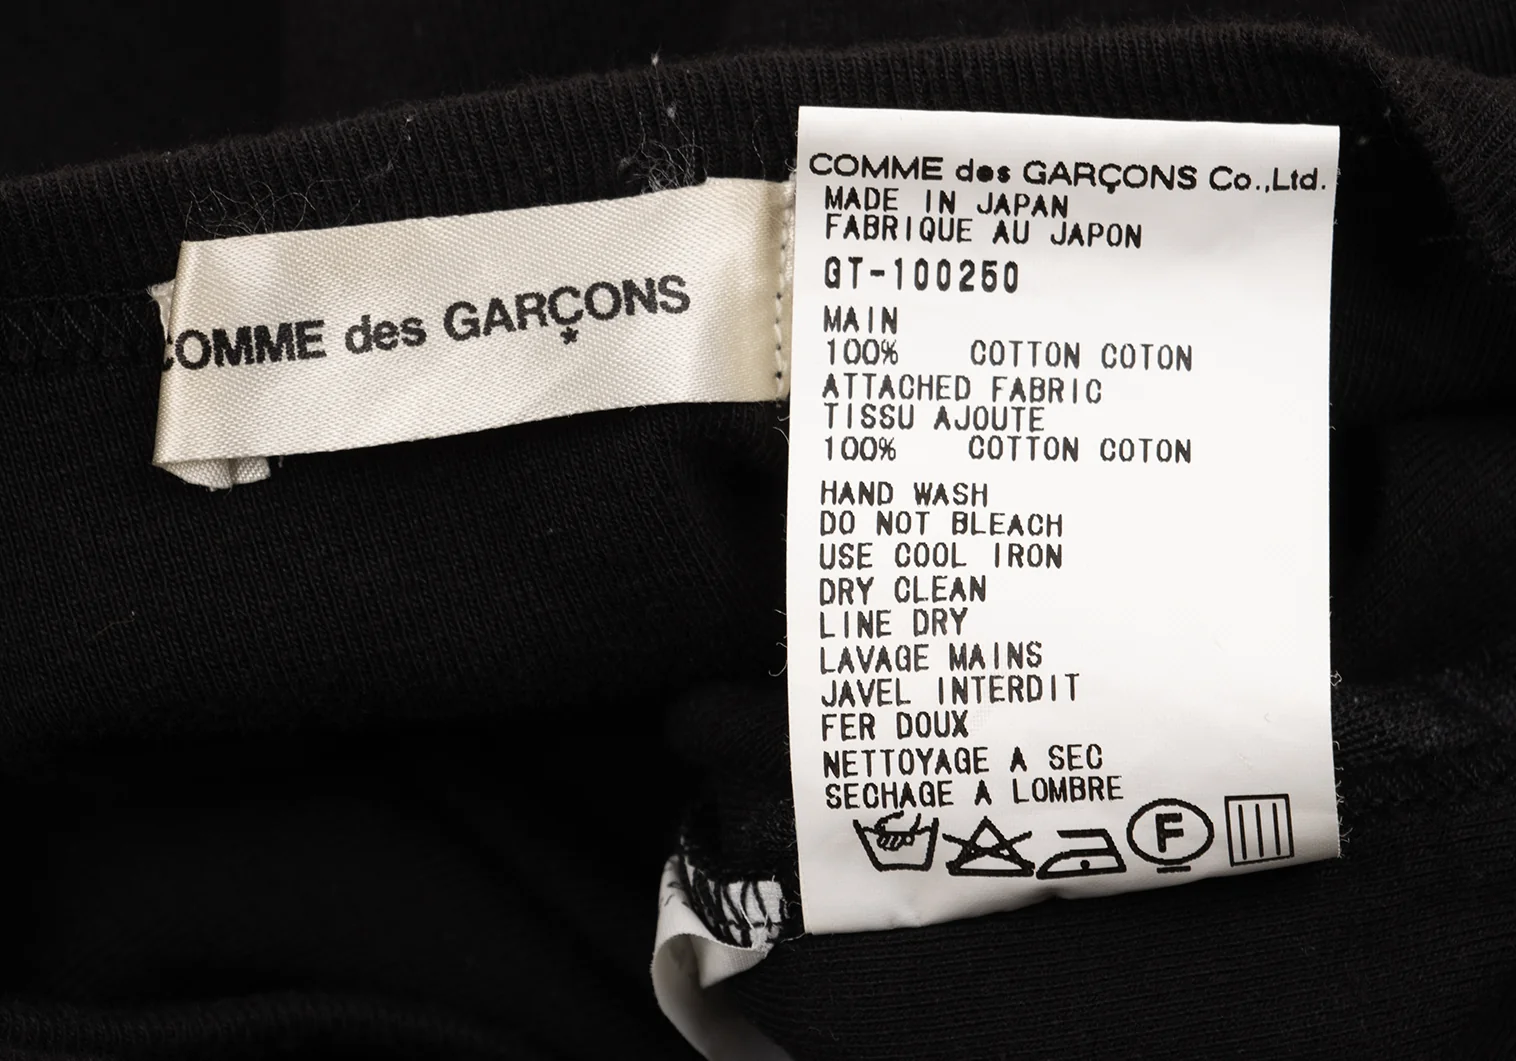 COMME des GARÇONS
COMME des GARÇONS Co.,Ltd.
MADE IN JAPAN
FABRIQUE AU JAPON
GT-100250
MAIN
100% COTTON COTON
ATTACHED FABRIC
TISSU AJOUTE
100% COTTON COTON
HAND WASH
DO NOT BLEACH
USE COOL IRON
DRY CLEAN
LINE DRY
LAVAGE MAINS
JAVEL INTERDIT
FER DOUX
NETTOYAGE A SEC
SECHAGE A LOMBRE
F